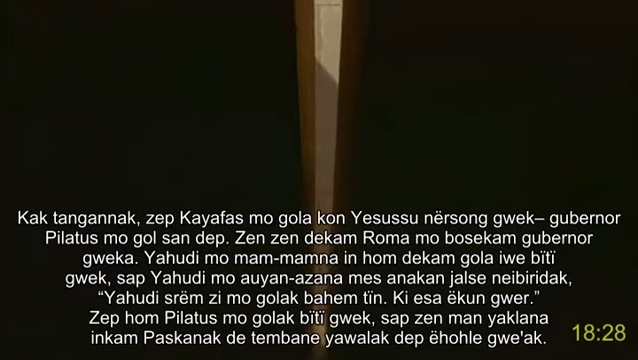 Kak tangannak, zep Kayafas mo gola kon Yesussu nërsong gwek– gubernor
Pilatus mo gol san dep. Zen zen dekam Roma mo bosekam gubernor
gweka. Yahudi mo mam-mamna in hom dekam gola iwe bïtï
gwek, sap Yahudi mo auyan-azana mes anakan jalse neibiridak,
“Yahudi srëm zi mo golak bahem tïn. Ki esa ëkun gwer.”
Zep hom Pilatus mo golak bïtï gwek, sap zen man yaklana
inkam Paskanak de tembane yawalak dep ëhohle gwe'ak.
18:28